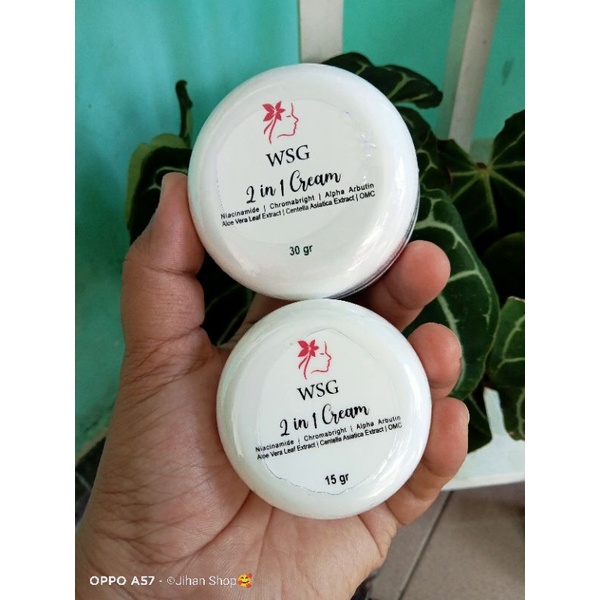 WSG
2 in 1 Cream
Niacinamide | Chromabright | Alpha Arbutin
Aloe Vera Leaf Extract | Centella Asiatica Extract | OMC
30 gr
WSG
2 in 1 Cream
Niacinamide | Chromabright | Alpha Arbutin
Aloe Vera Leaf Extract | Centella Asiatica Extract | OMC
15 gr
OPPO A57 · ©Jihan Shop🥰